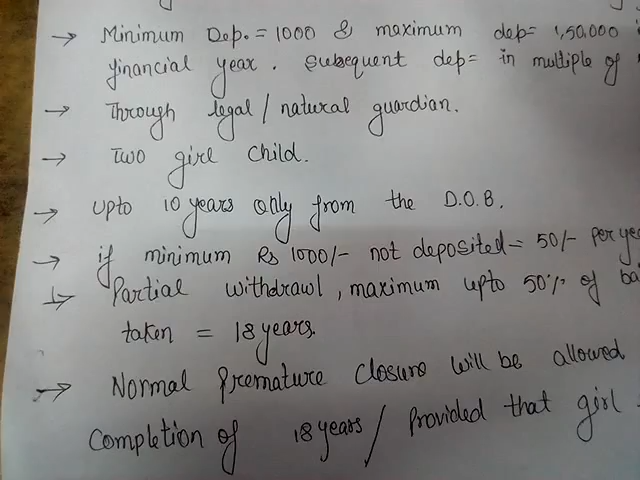 → Minimum Dep. = 1000 & maximum dep = 1,50,000
financial year. Subsequent dep = in multiple of
→ Through legal / natural guardian.
→ Two girl child.
→ upto 10 years only from the D.O.B.
→ if minimum Rs 1000/- not deposited = 50/- per
→ Partial withdrawl, maximum upto 50% of
taken = 18 years.
→ Normal Premature closure will be allowed
Completion of 18 years / Provided that girl